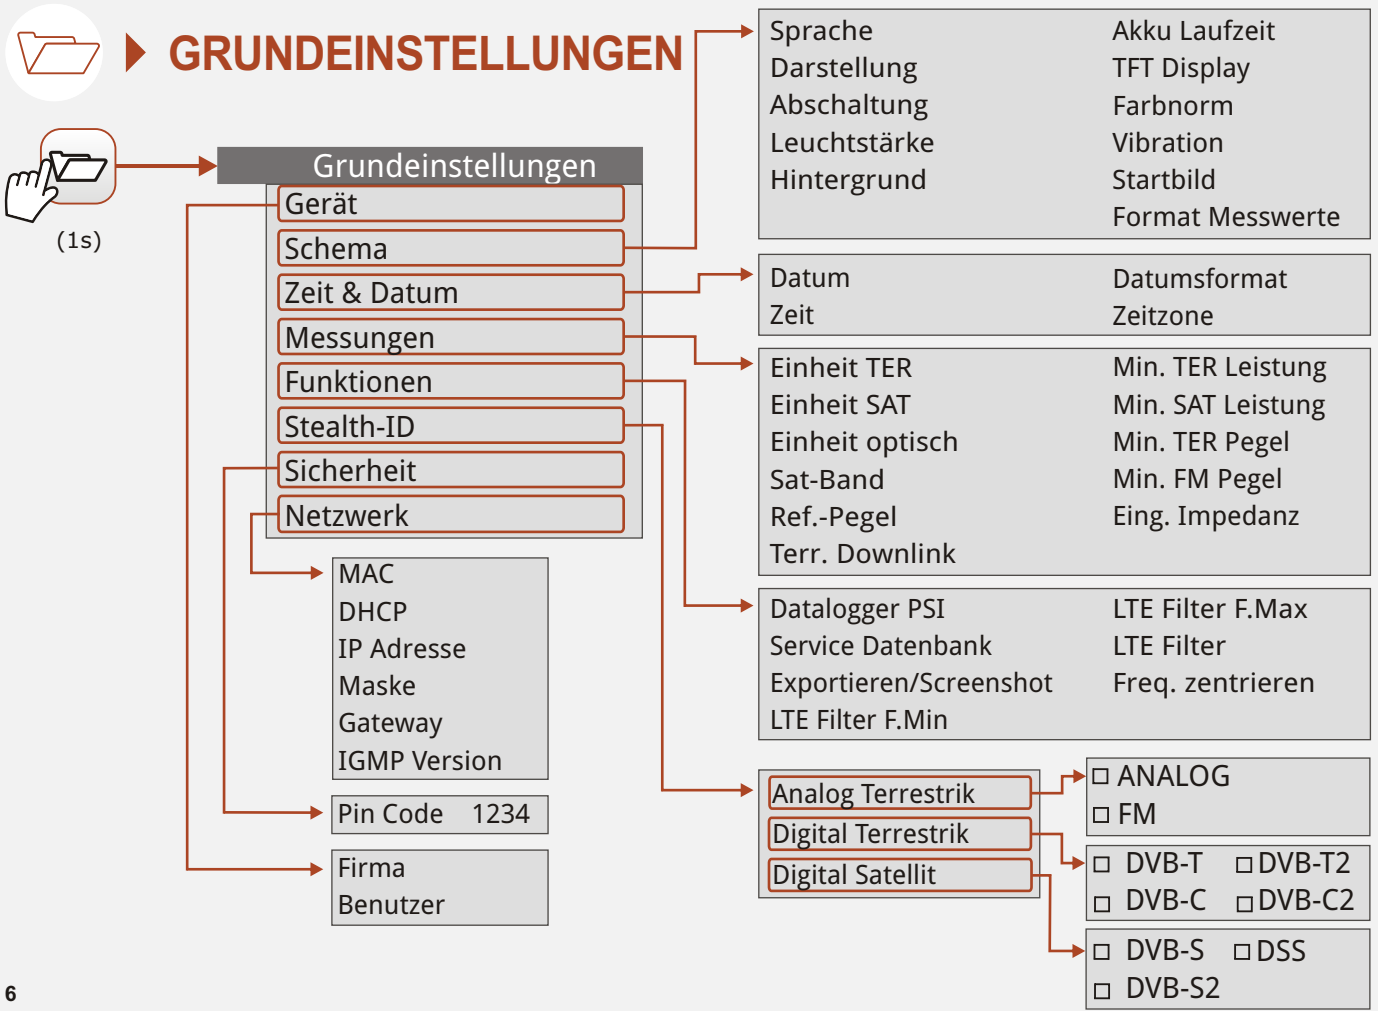 GRUNDEINSTELLUNGEN
(1s)
Grundeinstellungen
Gerät
Schema
Zeit & Datum
Messungen
Funktionen
Stealth-ID
Sicherheit
Netzwerk
MAC
DHCP
IP Adresse
Maske
Gateway
IGMP Version
Pin Code 1234
Firma
Benutzer
Sprache Akku Laufzeit
Darstellung TFT Display
Abschaltung Farbnorm
Leuchtstärke Vibration
Hintergrund Startbild
Format Messwerte
Datum Datumsformat
Zeit Zeitzone
Einheit TER Min. TER Leistung
Einheit SAT Min. SAT Leistung
Einheit optisch Min. TER Pegel
Sat-Band Min. FM Pegel
Ref.-Pegel Eing. Impedanz
Terr. Downlink
Datalogger PSI LTE Filter F.Max
Service Datenbank LTE Filter
Exportieren/Screenshot Freq. zentrieren
LTE Filter F.Min
Analog Terrestrik
Digital Terrestrik
Digital Satellit
ANALOG
FM
DVB-T DVB-T2
DVB-C DVB-C2
DVB-S DSS
DVB-S2
6